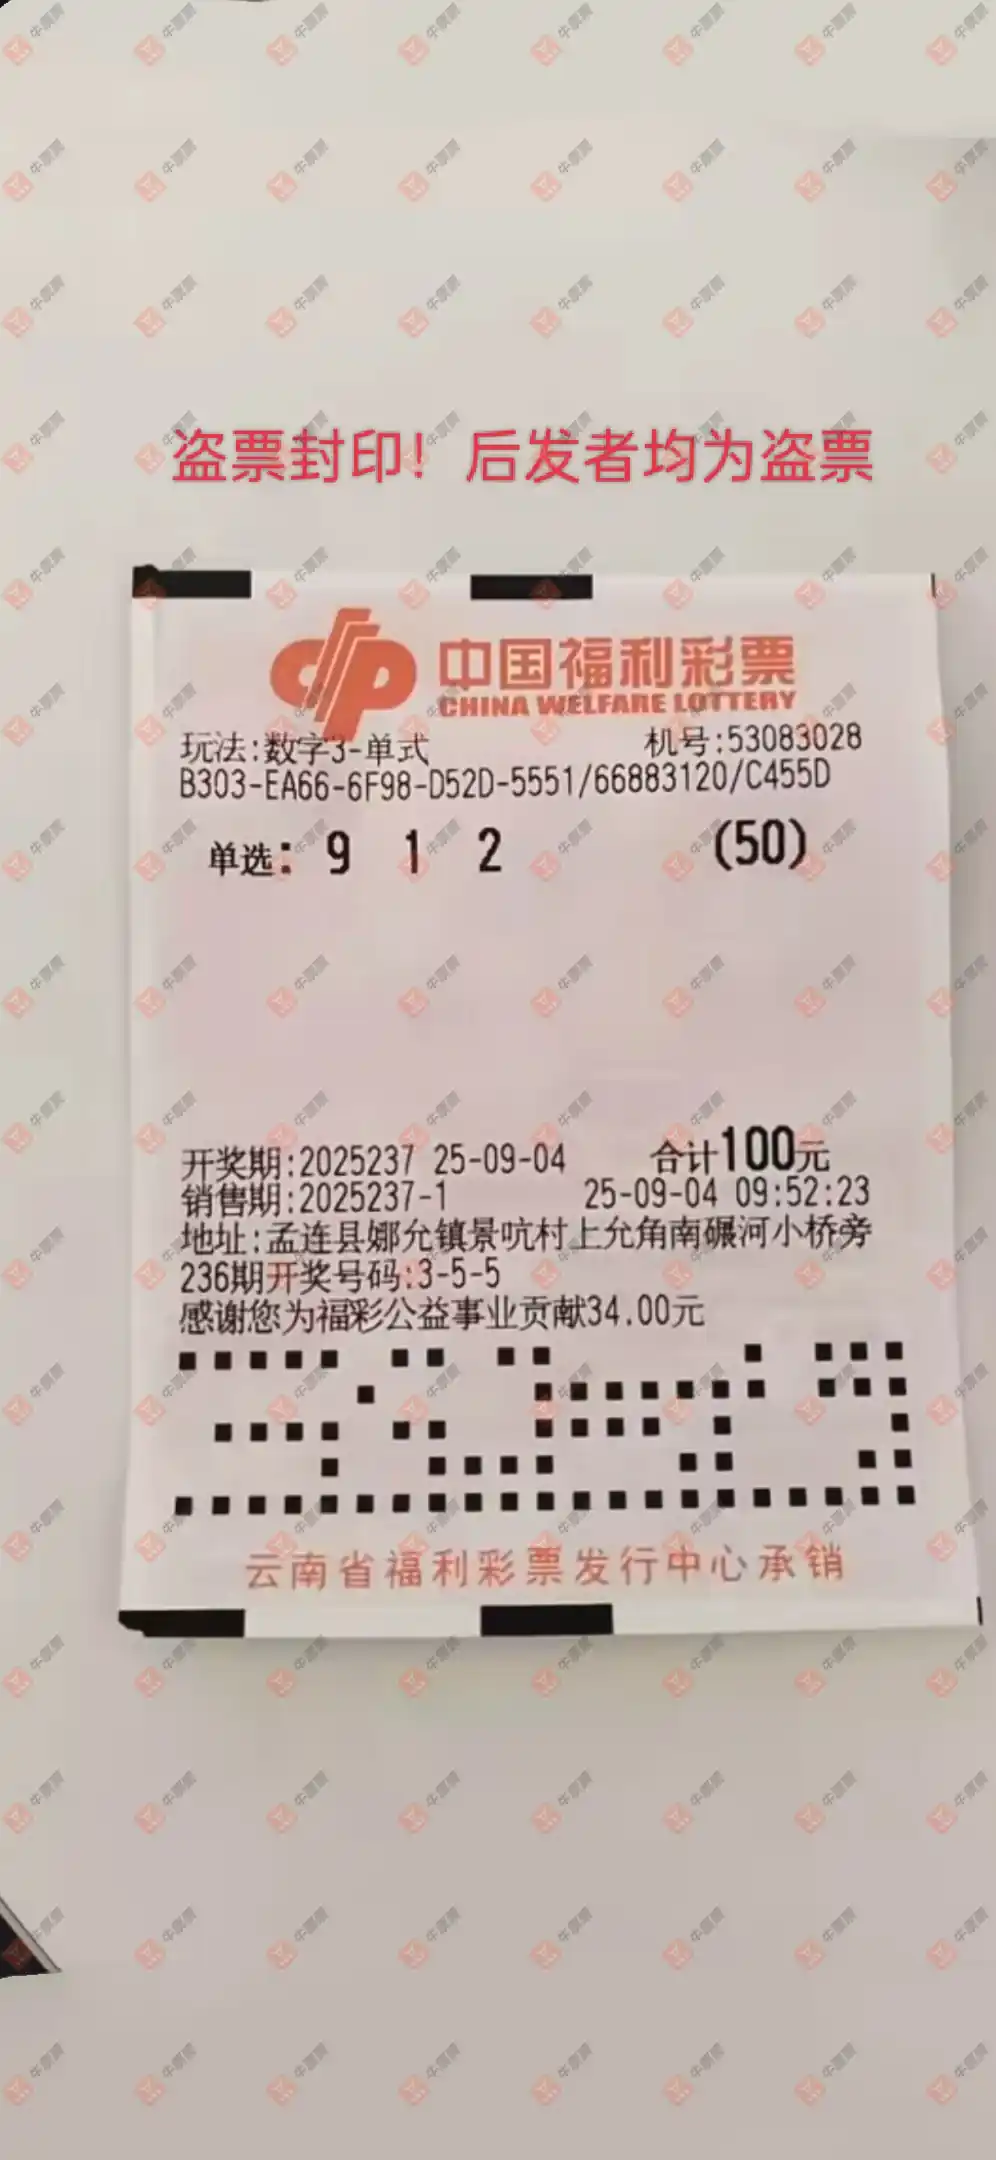 盗票封印！后发者均为盗票
中国福利彩票
CHINA WELFARE LOTTERY
玩法:数字3-单式 机号:53083028
B303-EA66-6F98-D52D-5551/66883120/C455D
单选: 9 1 2 (50)
开奖期:2025237 25-09-04 合计100元
销售期:2025237-1 25-09-04 09:52:23
地址:孟连县娜允镇景吭村上允角南碾河小桥旁
236期开奖号码:3-5-5
感谢您为福彩公益事业贡献34.00元
云南省福利彩票发行中心承销